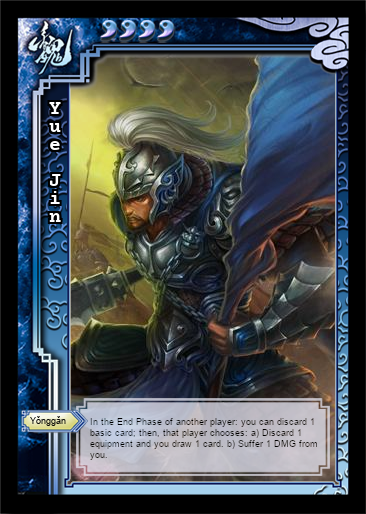 魏
Yue Jin
Yǒnggǎn
In the End Phase of another player: you can discard 1
basic card; then, that player chooses: a) Discard 1
equipment and you draw 1 card. b) Suffer 1 DMG from
you.